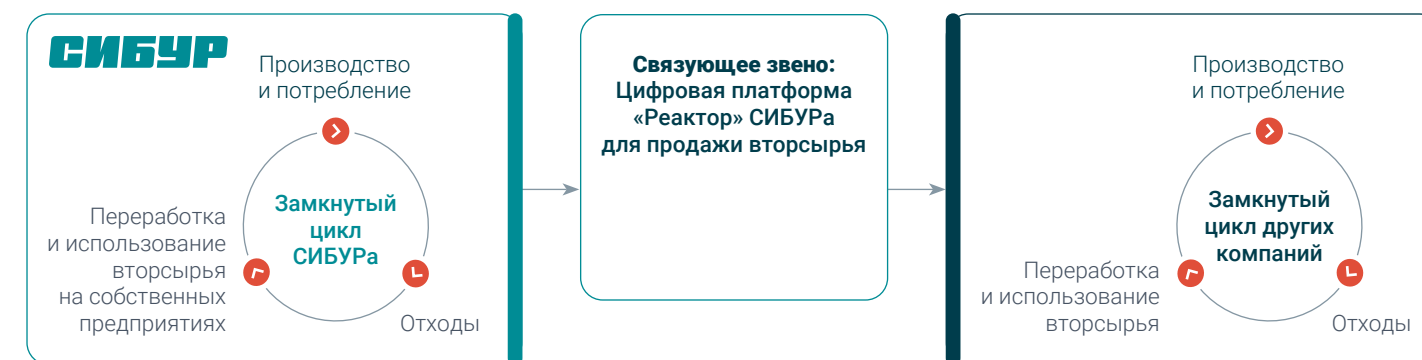 СИБУР
Производство
и потребление
Замкнутый
цикл
СИБУРа
Переработка
и использование
вторсырья
на собственных
предприятиях
Отходы
Связующее звено:
Цифровая платформа
«Реактор» СИБУРа
для продажи вторсырья
Производство
и потребление
Замкнутый
цикл других
компаний
Переработка
и использование
вторсырья
Отходы